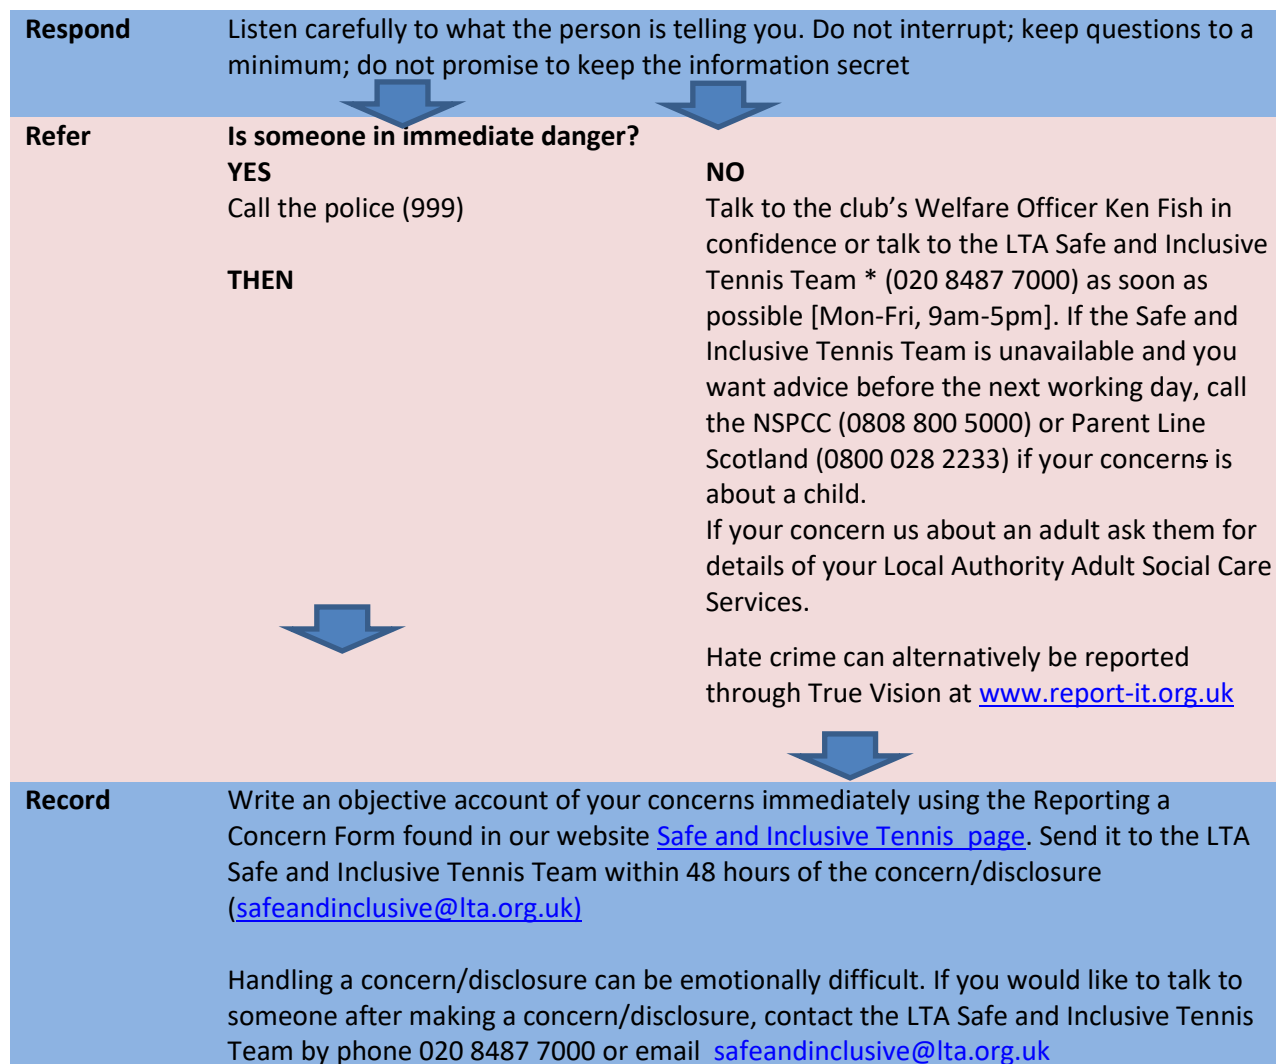 Respond Listen carefully to what the person is telling you. Do not interrupt; keep questions to a
minimum; do not promise to keep the information secret
Refer Is someone in immediate danger?
YES
Call the police (999)
THEN
NO
Talk to the club’s Welfare Officer Ken Fish in
confidence or talk to the LTA Safe and Inclusive
Tennis Team * (020 8487 7000) as soon as
possible [Mon-Fri, 9am-5pm]. If the Safe and
Inclusive Tennis Team is unavailable and you
want advice before the next working day, call
the NSPCC (0808 800 5000) or Parent Line
Scotland (0800 028 2233) if your concerns is
about a child.
If your concern us about an adult ask them for
details of your Local Authority Adult Social Care
Services.
Hate crime can alternatively be reported
through True Vision at www.report-it.org.uk
Record Write an objective account of your concerns immediately using the Reporting a
Concern Form found in our website Safe and Inclusive Tennis  page. Send it to the LTA
Safe and Inclusive Tennis Team within 48 hours of the concern/disclosure
(safeandinclusive@lta.org.uk)
Handling a concern/disclosure can be emotionally difficult. If you would like to talk to
someone after making a concern/disclosure, contact the LTA Safe and Inclusive Tennis
Team by phone 020 8487 7000 or email  safeandinclusive@lta.org.uk